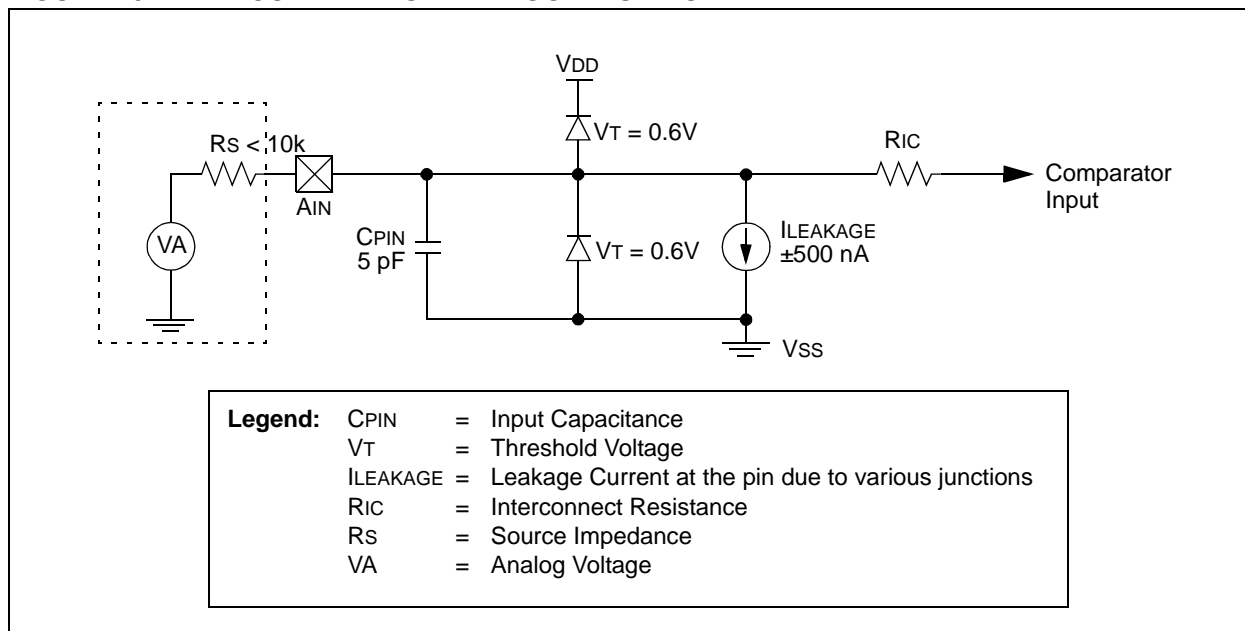 VDD
VT = 0.6V
RS < 10k
RIC
AIN
Comparator
Input
CPIN
5 pF
VA
VT = 0.6V
ILEAKAGE
±500 nA
VSS
Legend: CPIN = Input Capacitance
VT = Threshold Voltage
ILEAKAGE = Leakage Current at the pin due to various junctions
RIC = Interconnect Resistance
RS = Source Impedance
VA = Analog Voltage